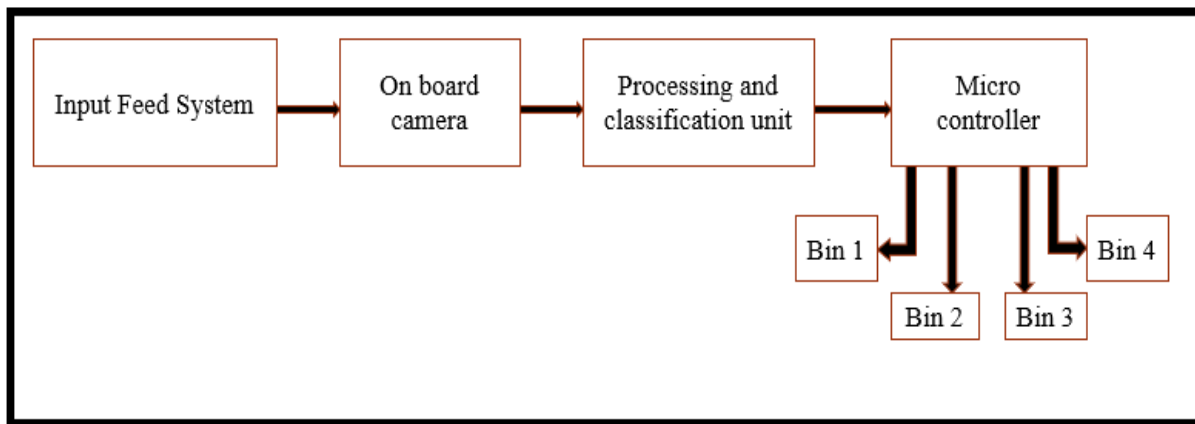 Input Feed System
On board
camera
Processing and
classification unit
Micro
controller
Bin 1
Bin 2
Bin 3
Bin 4